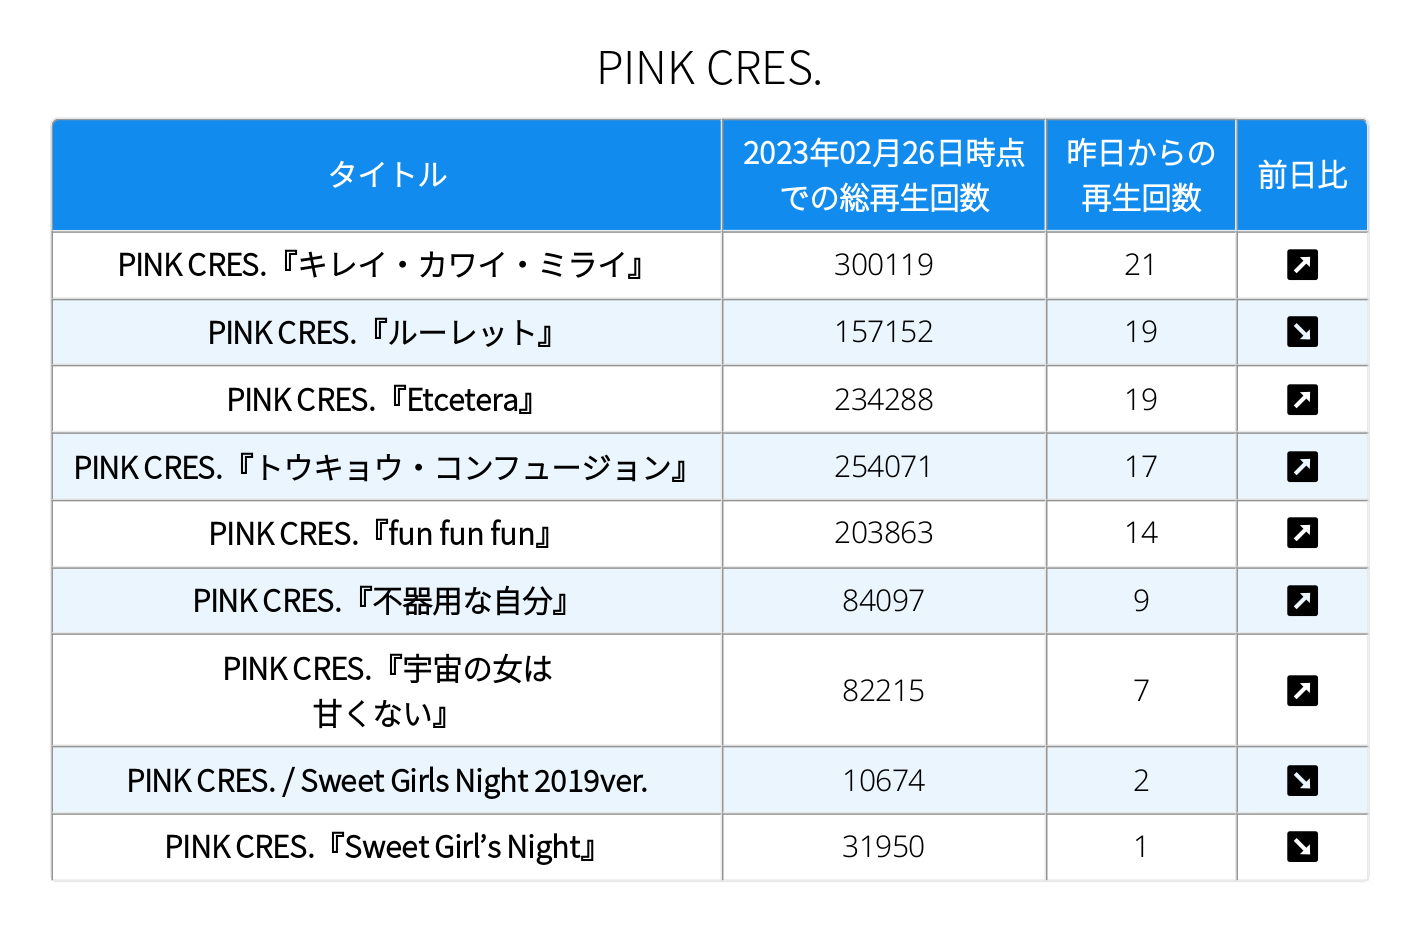 PINK CRES.
タイトル
2023年02月26日時点
での総再生回数
昨日からの
再生回数
前日比
PINK CRES.『キレイ・カワイ・ミライ』 300119 21
PINK CRES.『ルーレット』 157152 19
PINK CRES.『Etcetera』 234288 19
PINK CRES.『トウキョウ・コンフュージョン』 254071 17
PINK CRES.『fun fun fun』 203863 14
PINK CRES.『不器用な自分』 84097 9
PINK CRES.『宇宙の女は
甘くない』 82215 7
PINK CRES. / Sweet Girls Night 2019ver. 10674 2
PINK CRES.『Sweet Girl’s Night』 31950 1